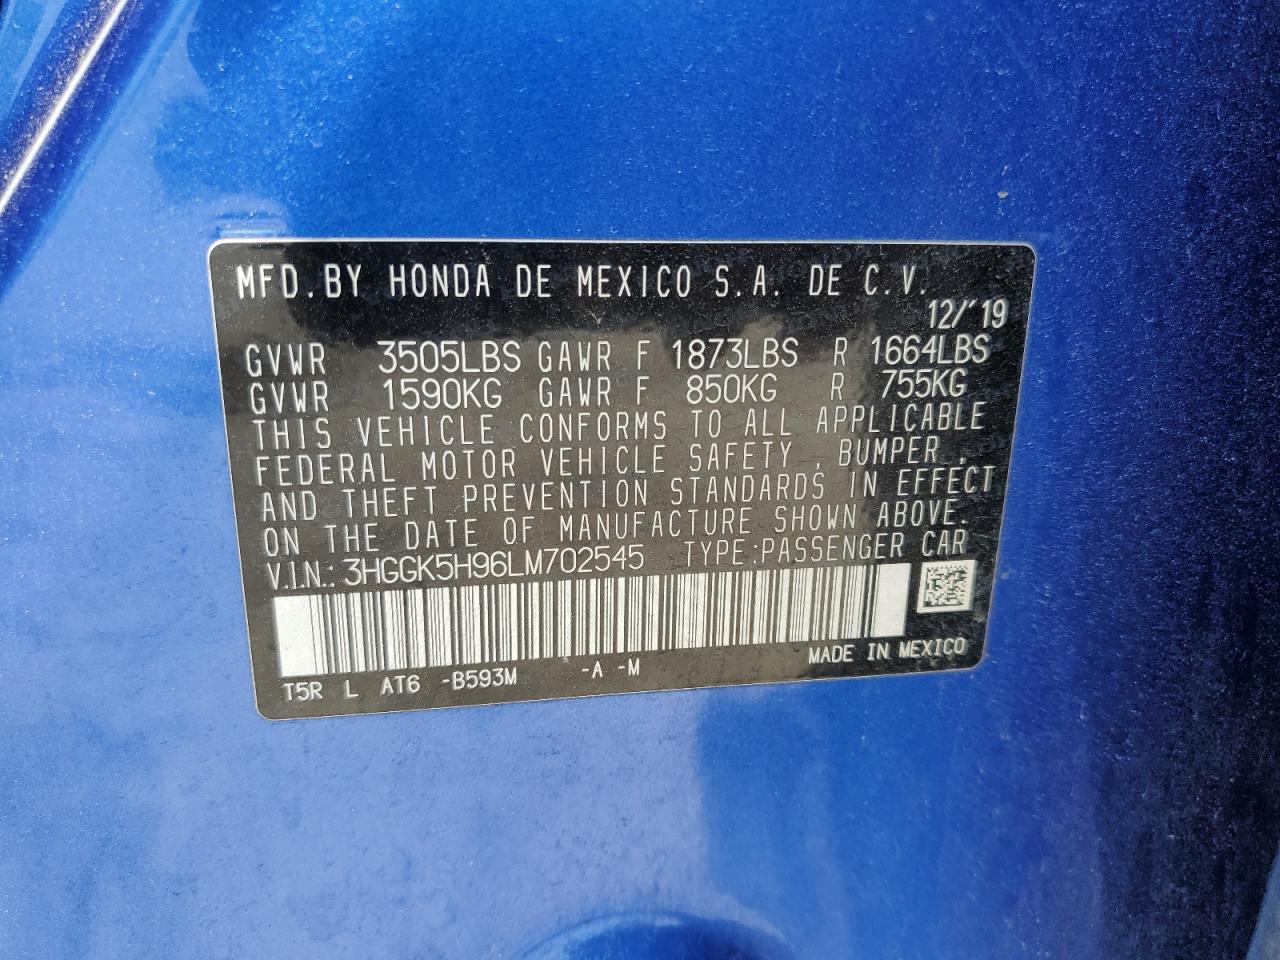 MFD. BY HONDA DE MEXICO S.A. DE C.V.
12/'19
GVWR 3505LBS GAWR F 1873LBS R 1664LBS
GVWR 1590KG GAWR F 850KG R 755KG
THIS VEHICLE CONFORMS TO ALL APPLICABLE
FEDERAL MOTOR VEHICLE SAFETY, BUMPER,
AND THEFT PREVENTION STANDARDS IN EFFECT
ON THE DATE OF MANUFACTURE SHOWN ABOVE.
V.I.N.: 3HGGK5H96LM702545 TYPE:PASSENGER CAR
MADE IN MEXICO
T5R L AT6 -B593M -A -M